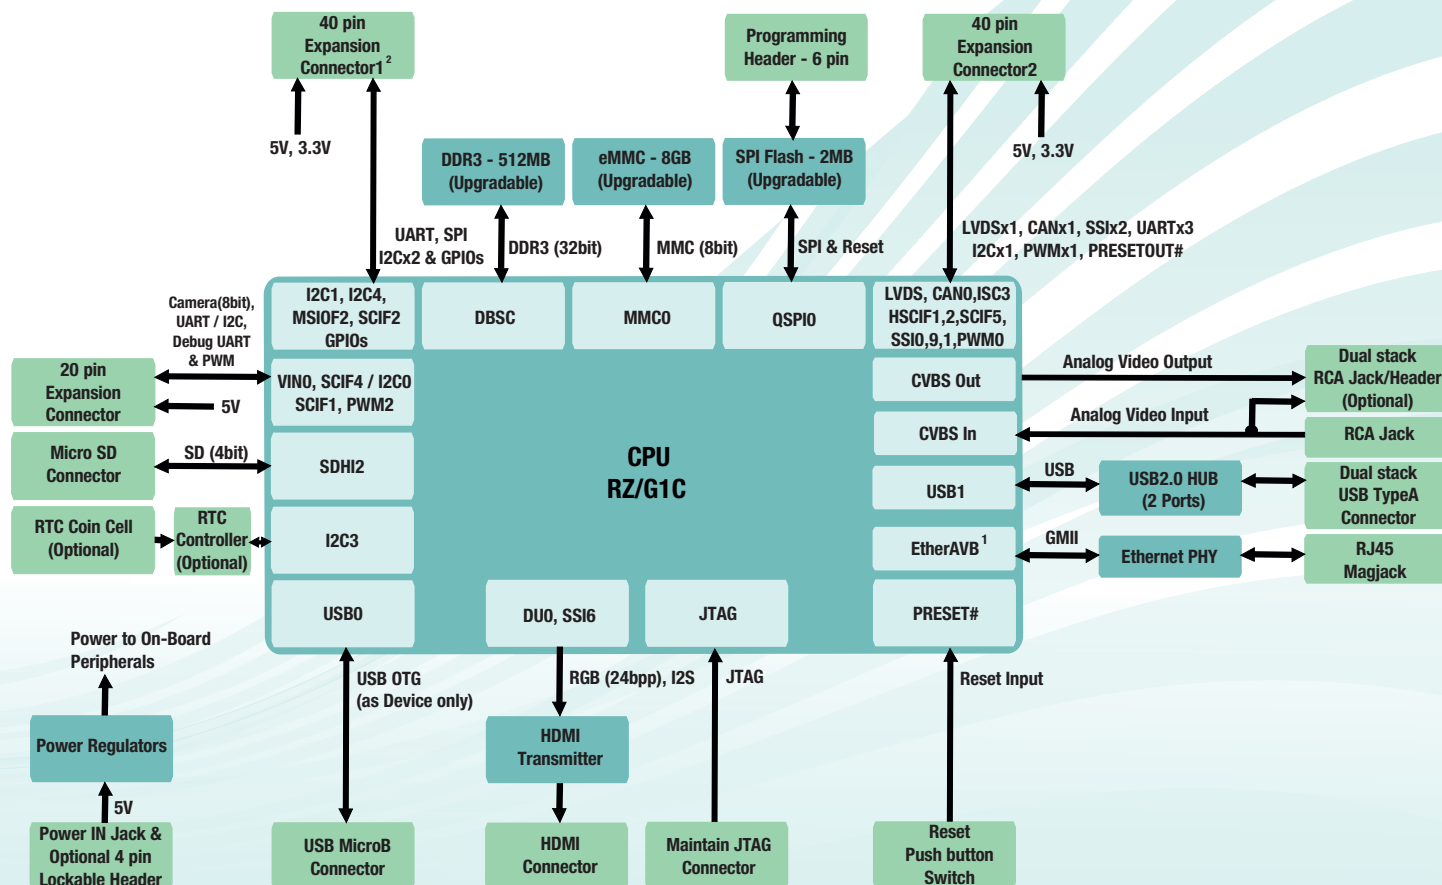 40 pin
Expansion
Connector1 2
Programming
Header - 6 pin
40 pin
Expansion
Connector2
5V, 3.3V
5V, 3.3V
DDR3 - 512MB
(Upgradable)
eMMC - 8GB
(Upgradable)
SPI Flash - 2MB
(Upgradable)
UART, SPI
I2Cx2 & GPIOs
DDR3 (32bit)
MMC (8bit)
SPI & Reset
LVDSx1, CANx1, SSIx2, UARTx3
I2Cx1, PWMx1, PRESETOUT#
I2C1, I2C4,
MSIOF2, SCIF2
GPIOs
DBSC
MMC0
QSPI0
LVDS, CAN0,ISC3
HSCIF1,2,SCIF5,
SSI0,9,1,PWM0
Camera(8bit),
UART / I2C,
Debug UART
& PWM
20 pin
Expansion
Connector
5V
VIN0, SCIF4 / I2C0
SCIF1, PWM2
CVBS Out
Analog Video Output
Dual stack
RCA Jack/Header
(Optional)
Micro SD
Connector
SD (4bit)
SDHI2
CPU
RZ/G1C
CVBS In
Analog Video Input
RCA Jack
USB1
USB
USB2.0 HUB
(2 Ports)
Dual stack
USB TypeA
Connector
RTC Coin Cell
(Optional)
RTC
Controller
(Optional)
I2C3
EtherAVB 1
GMII
Ethernet PHY
RJ45
Magjack
USB0
DU0, SSI6
JTAG
PRESET#
Power to On-Board
Peripherals
USB OTG
(as Device only)
RGB (24bpp), I2S
JTAG
Reset Input
Power Regulators
HDMI
Transmitter
5V
Power IN Jack &
Optional 4 pin
Lockable Header
USB MicroB
Connector
HDMI
Connector
Maintain JTAG
Connector
Reset
Push button
Switch